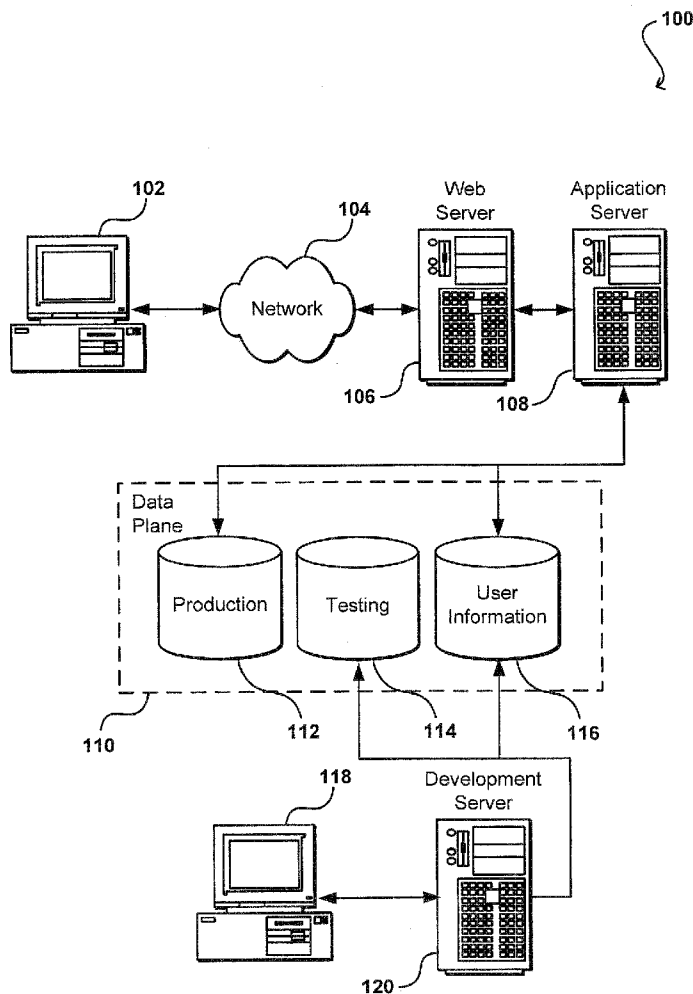 100
Web
Server
Application
Server
102
104
Network
106
108
Data
Plane
Production
Testing
User
Information
110
112
114
116
118
Development
Server
120